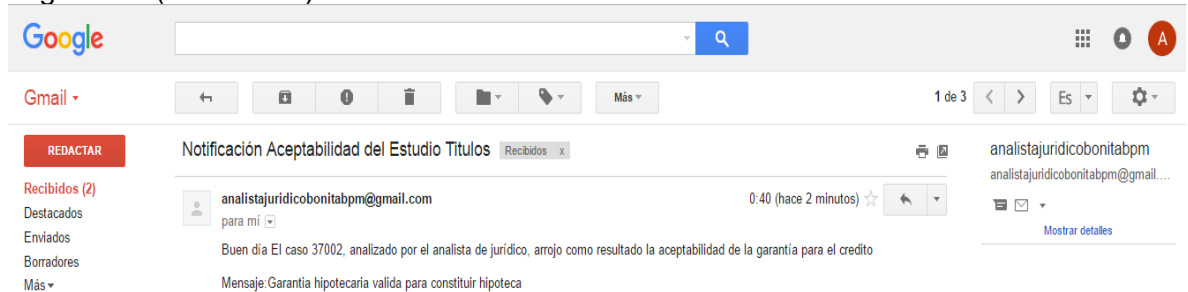 Google
A
Gmail
Más
1 de 3
Es
REDACTAR
Notificación Aceptabilidad del Estudio Titulos Recibidos x
analistajuridicobonitabpm
analistajuridicobonitabpm@gmail....
Recibidos (2)
analistajuridicobonitabpm@gmail.com
0:40 (hace 2 minutos)
Destacados
para mí
Enviados
Mostrar detalles
Buen día El caso 37002, analizado por el analista de jurídico, arrojo como resultado la aceptabilidad de la garantía para el credito
Borradores
Más
Mensaje:Garantia hipotecaria valida para constituir hipoteca